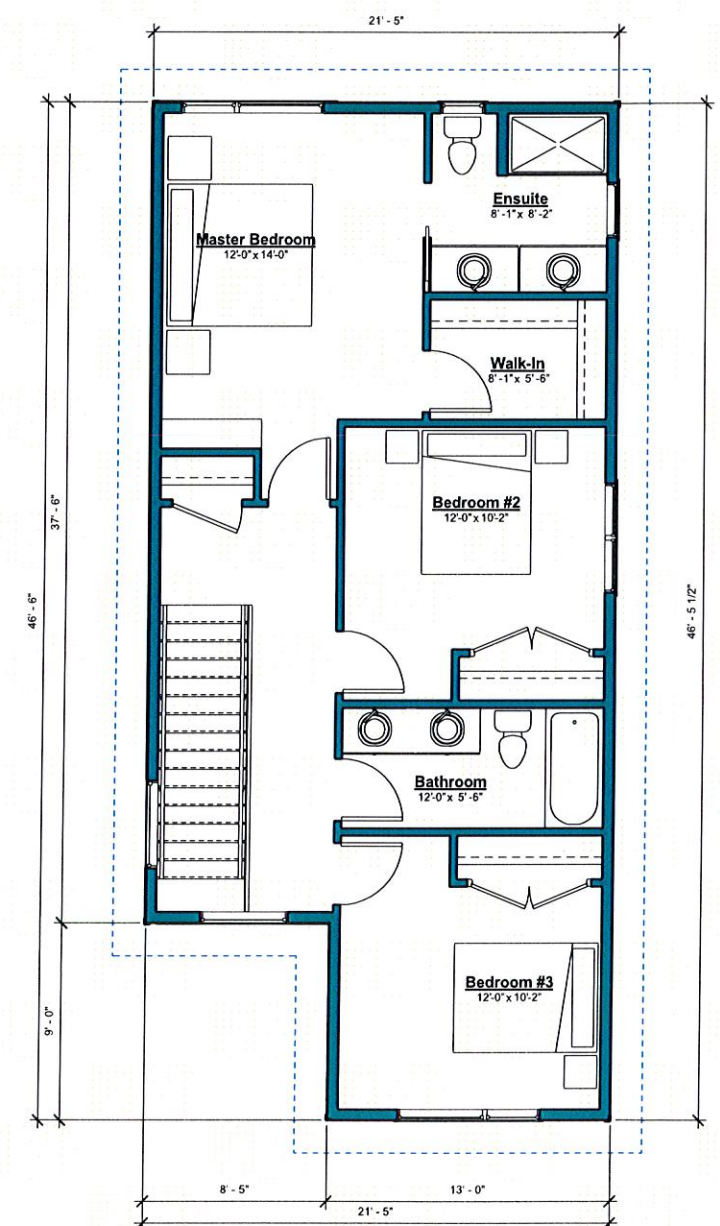 21' - 5"
Ensuite
8'-1"x 8'-2"
Master Bedroom
12'-0"x 14'-0"
Walk-In
8'-1"x 5'-6"
37' - 6"
Bedroom #2
12'-0"x 10'-2"
46' - 6"
46' - 5 1/2"
Bathroom
12'-0"x 5'-6"
Bedroom #3
12'-0"x 10'-2"
9' - 0"
8' - 5"
13' - 0"
21' - 5"